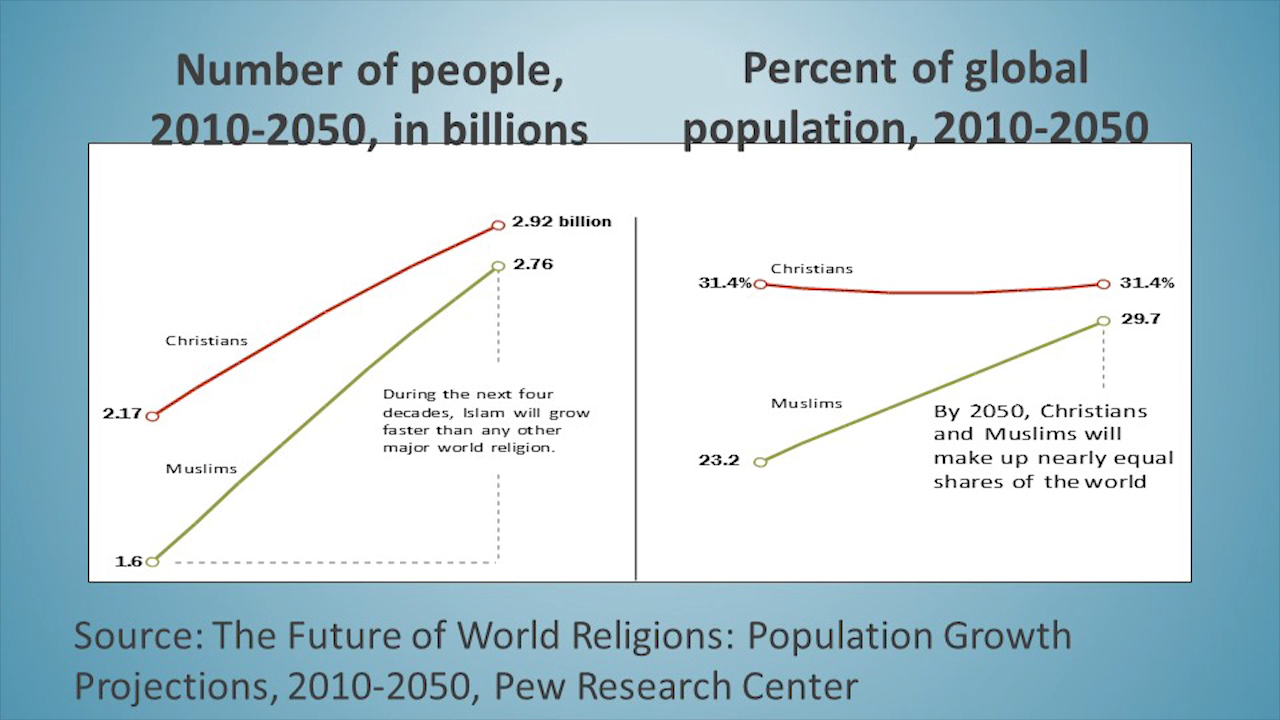 Number of people,
2010-2050, in billions
Percent of global
population, 2010-2050
2.92 billion
2.76
Christians
2.17
During the next four
decades, Islam will grow
faster than any other
major world religion.
Muslims
1.6
Christians
31.4%
31.4%
29.7
Muslims
23.2
By 2050, Christians
and Muslims will
make up nearly equal
shares of the world
Source: The Future of World Religions: Population Growth
Projections, 2010-2050, Pew Research Center